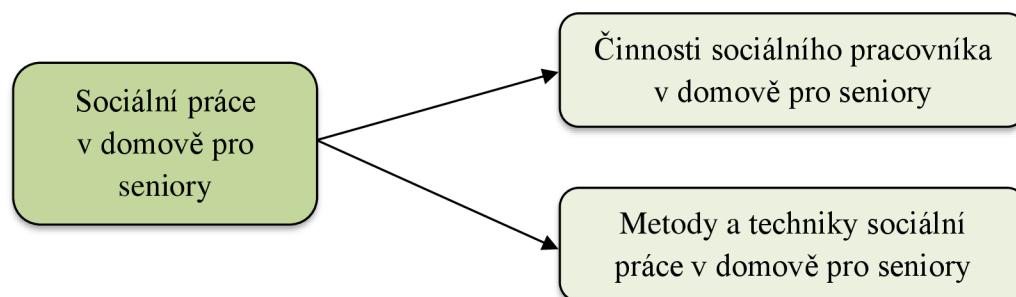 Sociální práce
v domově pro
seniory
Činnosti sociálního pracovníka
v domově pro seniory
Metody a techniky sociální
práce v domově pro seniory